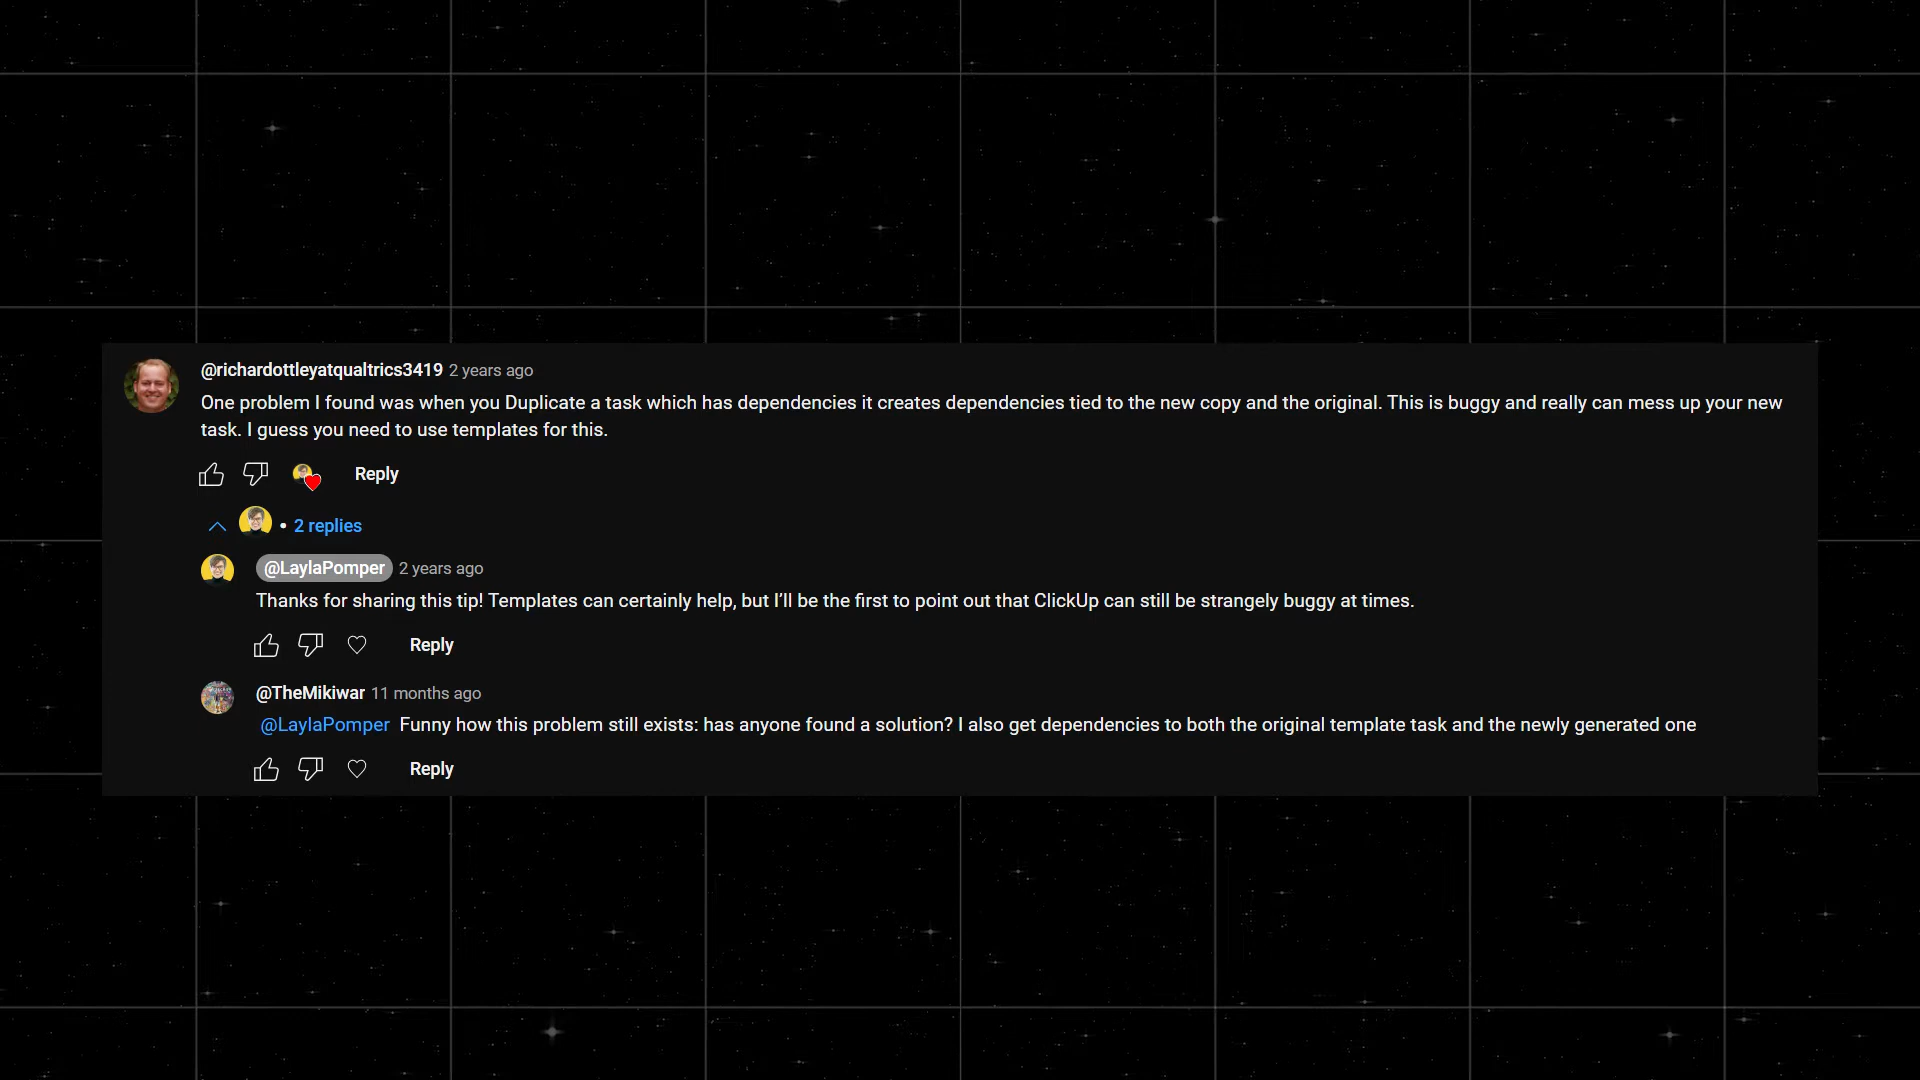 @richardottleyatqualtrics3419 2 years ago
One problem I found was when you Duplicate a task which has dependencies it creates dependencies tied to the new copy and the original. This is buggy and really can mess up your new
task. I guess you need to use templates for this.
Reply
• 2 replies
@LaylaPomper 2 years ago
Thanks for sharing this tip! Templates can certainly help, but I’ll be the first to point out that ClickUp can still be strangely buggy at times.
Reply
@TheMikiwar 11 months ago
@LaylaPomper Funny how this problem still exists: has anyone found a solution? I also get dependencies to both the original template task and the newly generated one
Reply